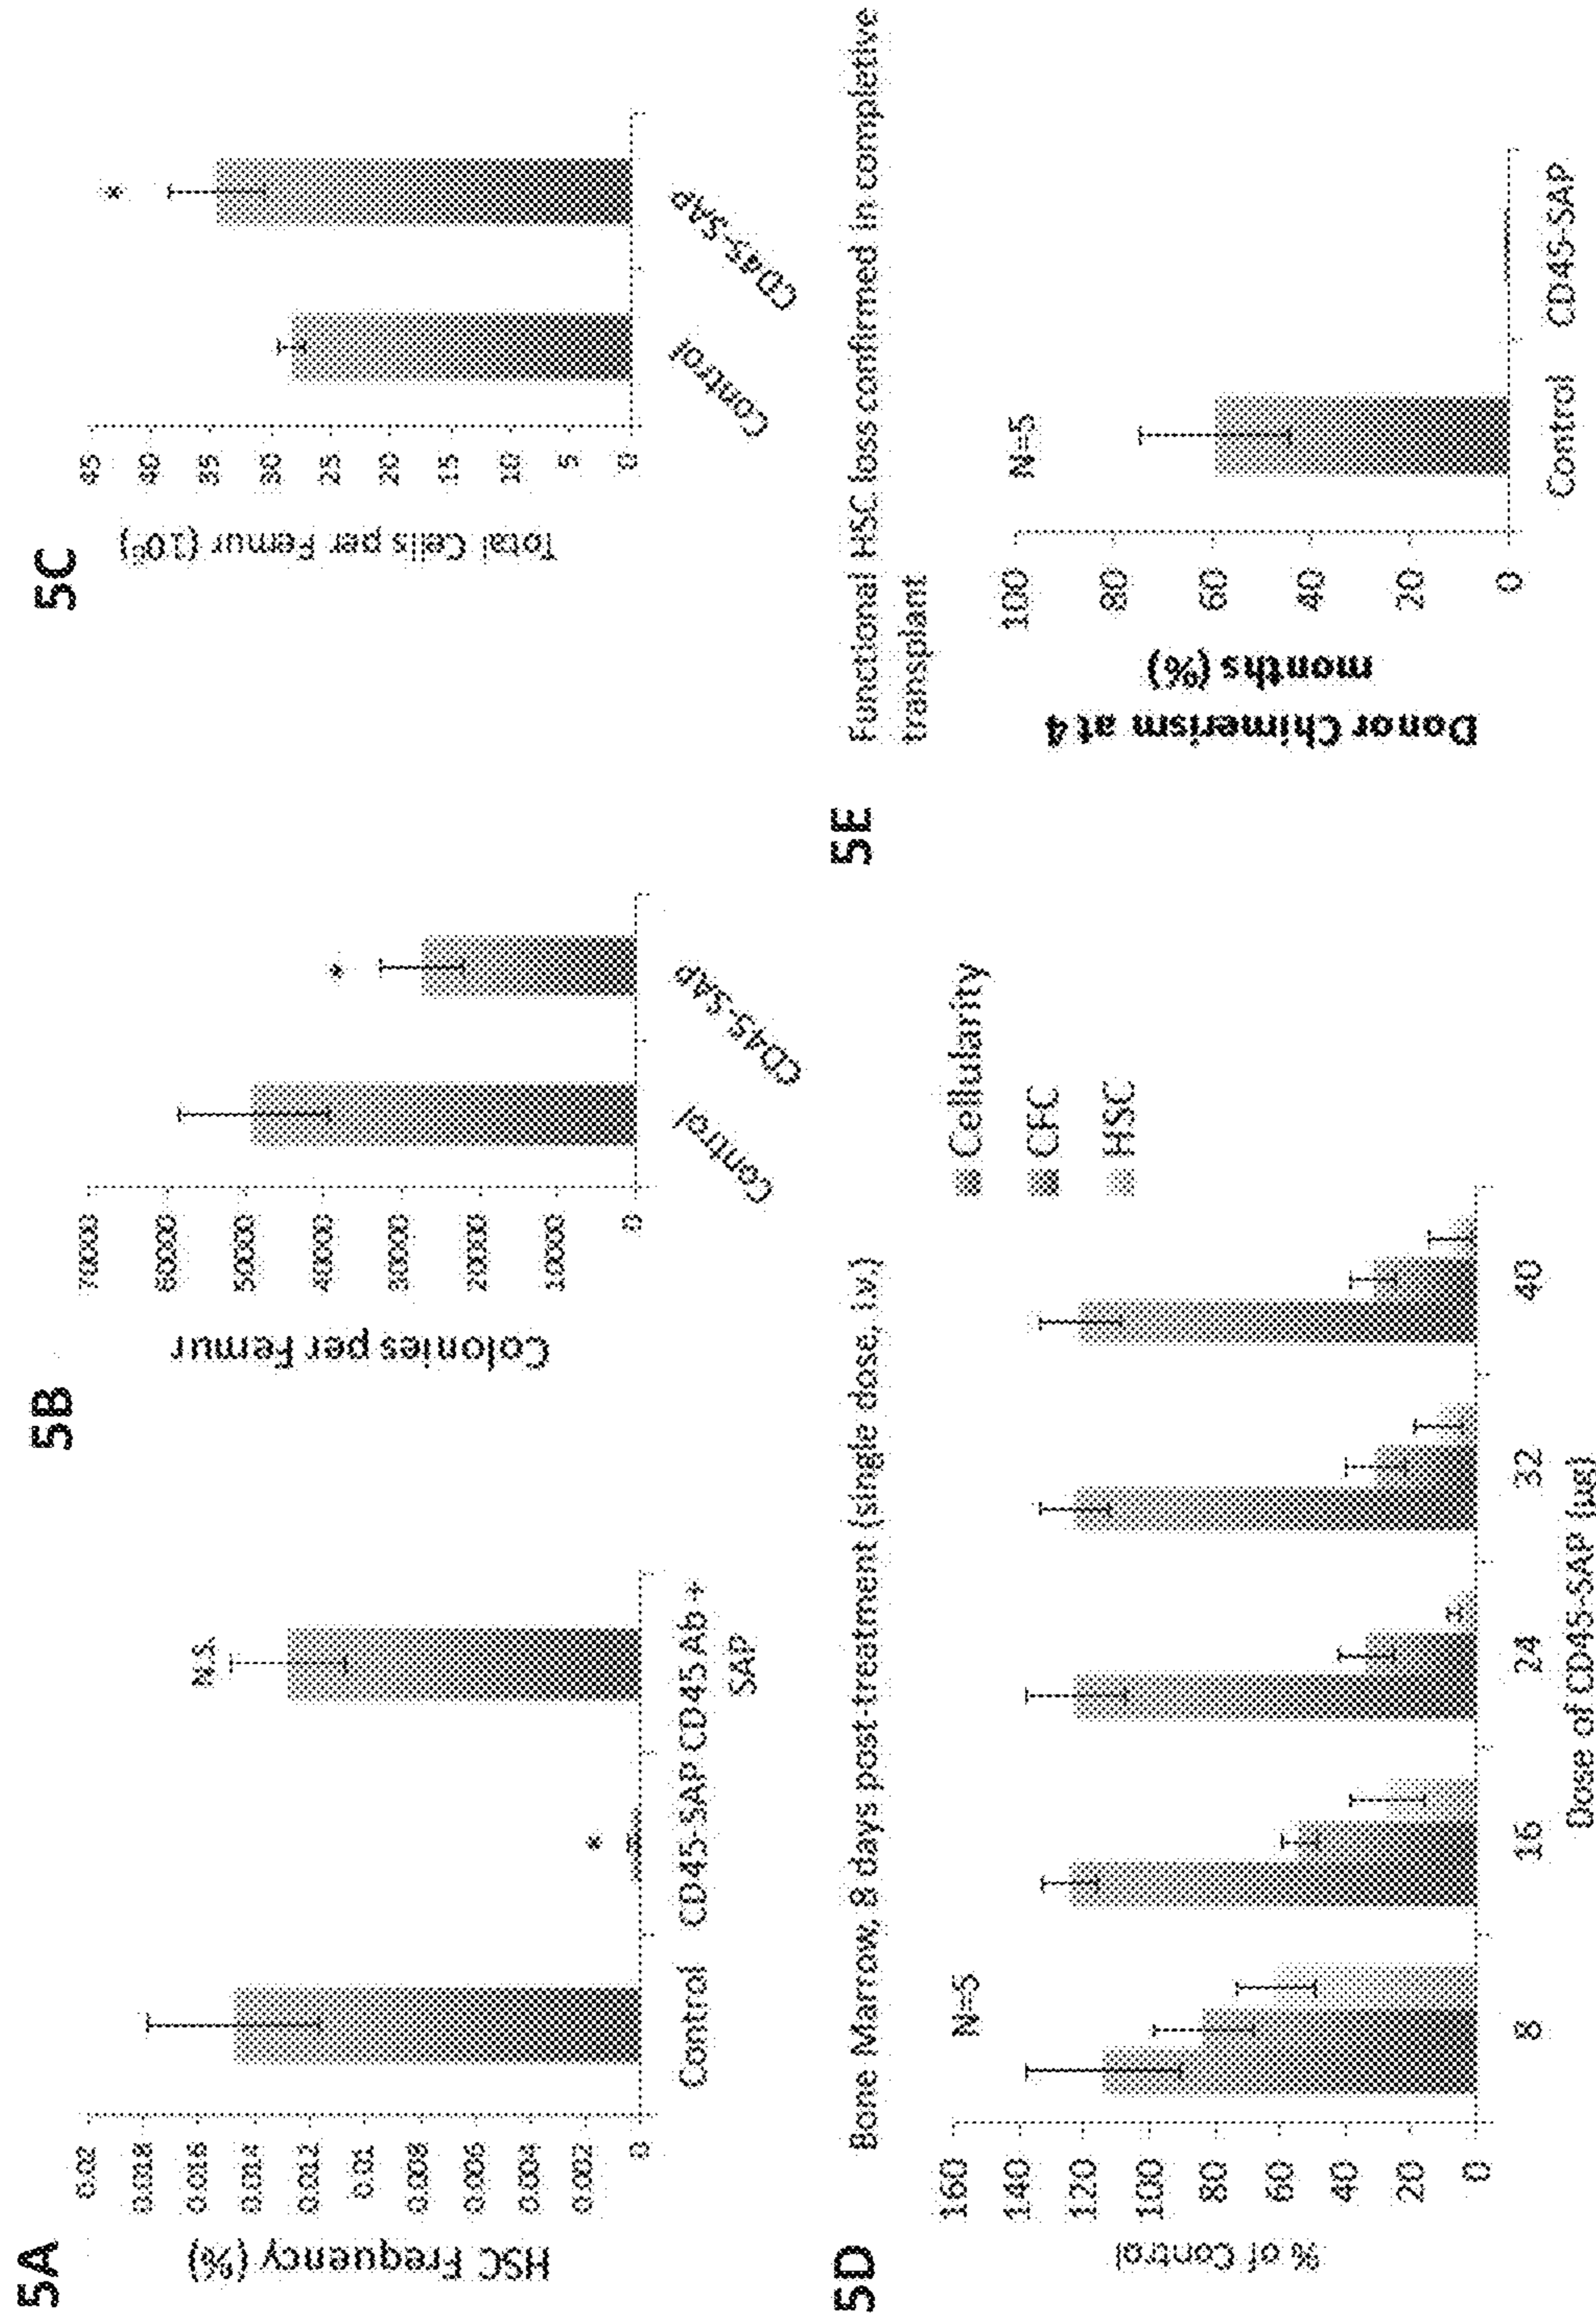 5A
HSC Frequency (%)
0.02
0.018
0.016
0.014
0.012
0.01
0.008
0.006
0.004
0.002
0
*
N.S.
Control
CD45-SAP
CD45 Ab +
SAP
5B
Colonies per Femur
70000
60000
50000
40000
30000
20000
10000
0
*
Control
CD45-SAP
5C
Total Cells per Femur (10⁶)
45
40
35
30
25
20
15
10
5
0
*
Control
CD45-SAP
5D
Bone Marrow, 8 days post-treatment (single dose, i.v.)
% of Control
160
140
120
100
80
60
40
20
0
N=5
Cellularity
CFC
HSC
8
16
24
32
40
Dose of CD45-SAP (µg)
5E
Functional HSC loss confirmed in completive
transplant
Donor Chimerism at 4
months (%)
100
80
60
40
20
0
N=5
Control
CD45-SAP